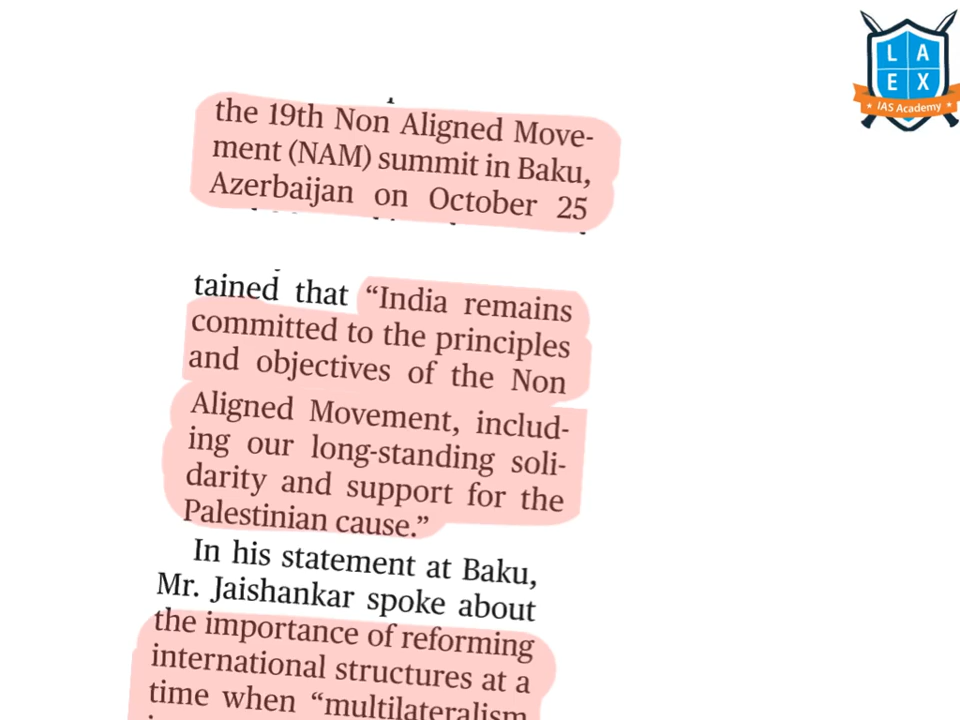 LAEX
IAS Academy
the 19th Non Aligned Move-
ment (NAM) summit in Baku,
Azerbaijan on October 25
tained that “India remains
committed to the principles
and objectives of the Non
Aligned Movement, includ-
ing our long-standing soli-
darity and support for the
Palestinian cause.”
In his statement at Baku,
Mr. Jaishankar spoke about
the importance of reforming
international structures at a
time when “multilateralism